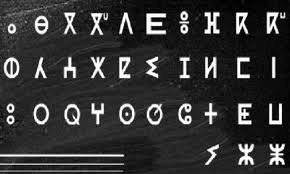 ⴰ ⴱ ⴳ ⴳⵯ ⴷ ⴹ ⴻ ⴼ ⴽ ⴽⵯ
ⵀ ⵃ ⵄ ⵅ ⵇ ⵉ ⵊ ⵍ ⵎ ⵏ
ⵓ ⵔ ⵕ ⵖ ⵙ ⵚ ⵛ ⵜ ⵟ ⵡ
ⵢ ⵣ ⵥ